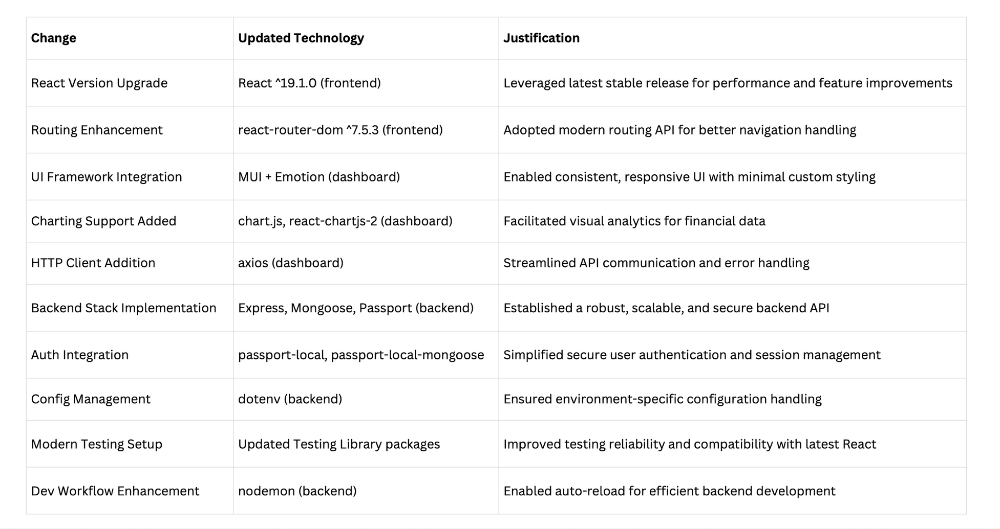 Change Updated Technology Justification
React Version Upgrade React ^19.1.0 (frontend) Leveraged latest stable release for performance and feature improvements
Routing Enhancement react-router-dom ^7.5.3 (frontend) Adopted modern routing API for better navigation handling
UI Framework Integration MUI + Emotion (dashboard) Enabled consistent, responsive UI with minimal custom styling
Charting Support Added chart.js, react-chartjs-2 (dashboard) Facilitated visual analytics for financial data
HTTP Client Addition axios (dashboard) Streamlined API communication and error handling
Backend Stack Implementation Express, Mongoose, Passport (backend) Established a robust, scalable, and secure backend API
Auth Integration passport-local, passport-local-mongoose Simplified secure user authentication and session management
Config Management dotenv (backend) Ensured environment-specific configuration handling
Modern Testing Setup Updated Testing Library packages Improved testing reliability and compatibility with latest React
Dev Workflow Enhancement nodemon (backend) Enabled auto-reload for efficient backend development